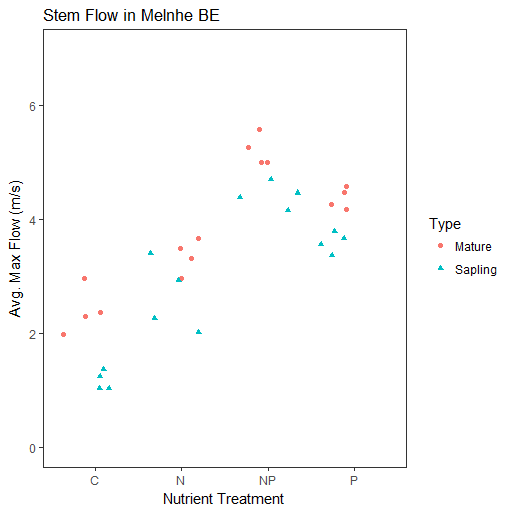 Stem Flow in Melnhe BE
Avg. Max Flow (m/s)
6
4
2
0
C
N
NP
P
Nutrient Treatment
Type
Mature
Sapling